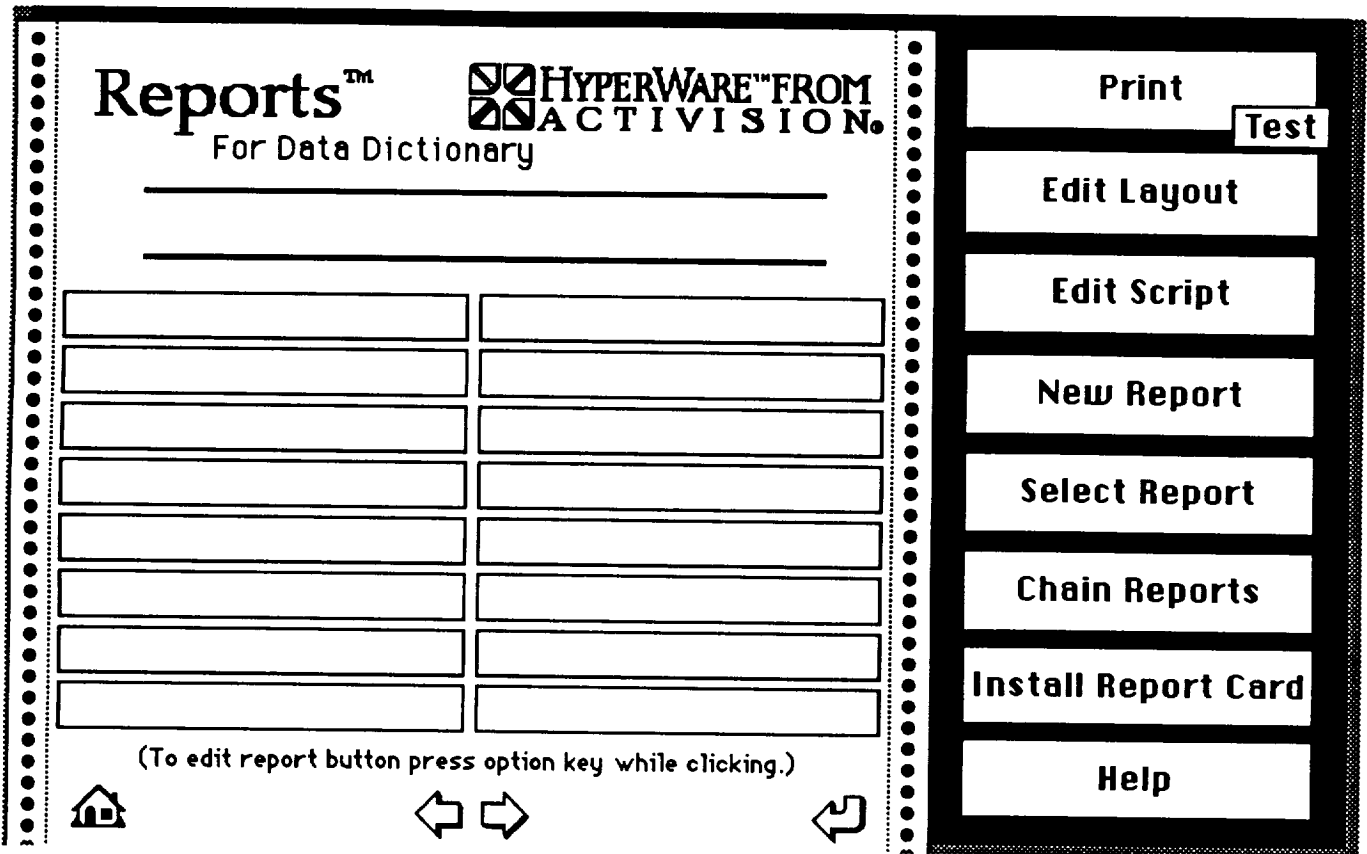 Reports™
HYPERWARE™ FROM
ACTIVISION®
For Data Dictionary
(To edit report button press option key while clicking.)
Print
Test
Edit Layout
Edit Script
New Report
Select Report
Chain Reports
Install Report Card
Help